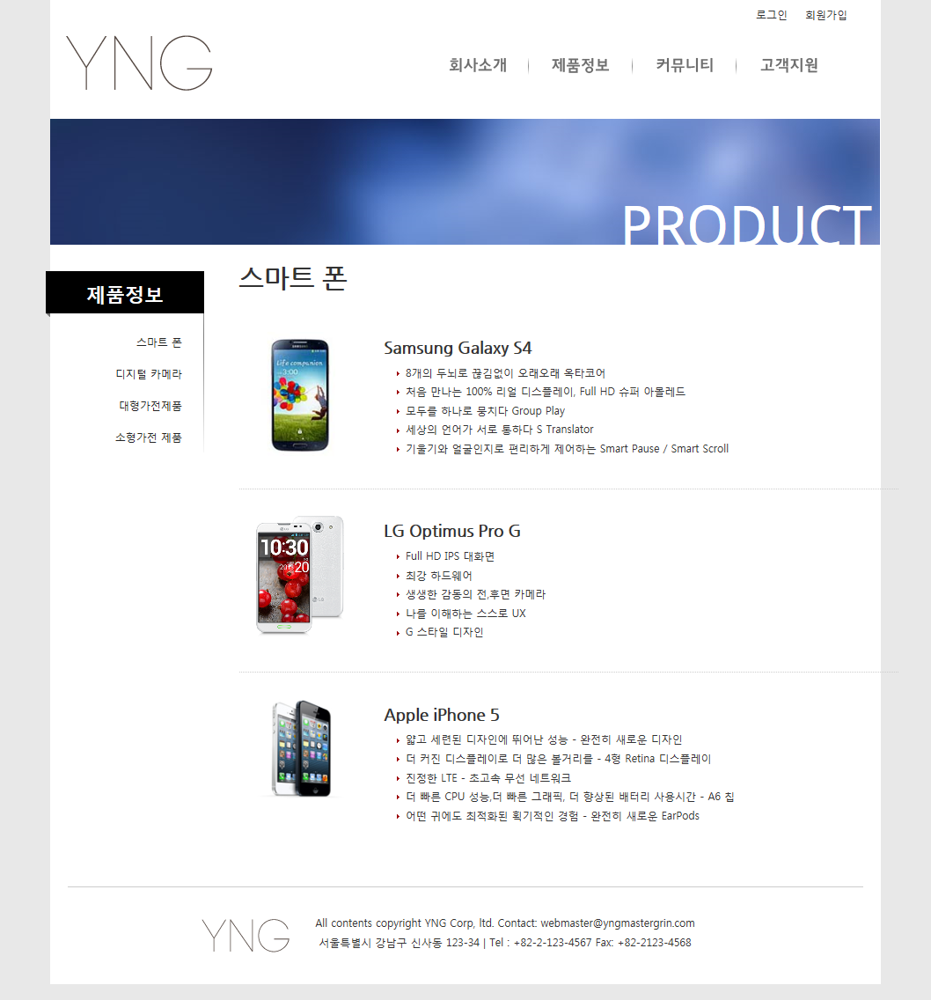 로그인 회원가입
YNG
회사소개 제품정보 커뮤니티 고객지원
PRODUCT
제품정보
스마트 폰
디지털 카메라
대형가전제품
소형가전 제품
스마트 폰
SAMSUNG
Life companion
Samsung Galaxy S4
8개의 두뇌로 끊김없이 오래오래 옥타코어
처음 만나는 100% 리얼 디스플레이, Full HD 슈퍼 아몰레드
모두를 하나로 뭉치다 Group Play
세상의 언어가 서로 통하다 S Translator
기울기와 얼굴인지로 편리하게 제어하는 Smart Pause / Smart Scroll
10:30
LG Optimus Pro G
Full HD IPS 대화면
최강 하드웨어
생생한 감동의 전,후면 카메라
나를 이해하는 스스로 UX
G 스타일 디자인
Apple iPhone 5
얇고 세련된 디자인에 뛰어난 성능 - 완전히 새로운 디자인
더 커진 디스플레이로 더 많은 볼거리를 - 4형 Retina 디스플레이
진정한 LTE - 초고속 무선 네트워크
더 빠른 CPU 성능,더 빠른 그래픽, 더 향상된 배터리 사용시간 - A6 칩
어떤 귀에도 최적화된 획기적인 경험 - 완전히 새로운 EarPods
YNG
All contents copyright YNG Corp, ltd. Contact: webmaster@yngmastergrin.com
서울특별시 강남구 신사동 123-34 | Tel : +82-2-123-4567 Fax: +82-2123-4568